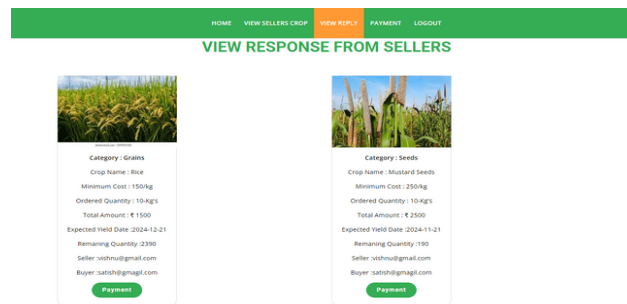 HOME VIEW SELLERS CROP VIEW REPLY PAYMENT LOGOUT
VIEW RESPONSE FROM SELLERS
Category : Grains
Crop Name : Rice
Minimum Cost : 150/kg
Ordered Quantity : 10-Kg's
Total Amount : ₹ 1500
Expected Yield Date :2024-12-21
Remaning Quantity :2390
Seller :vishnu@gmail.com
Buyer :satish@gmagil.com
Payment
Category : Seeds
Crop Name : Mustard Seeds
Minimum Cost : 250/kg
Ordered Quantity : 10-Kg's
Total Amount : ₹ 2500
Expected Yield Date :2024-11-21
Remaning Quantity :190
Seller :vishnu@gmail.com
Buyer :satish@gmagil.com
Payment